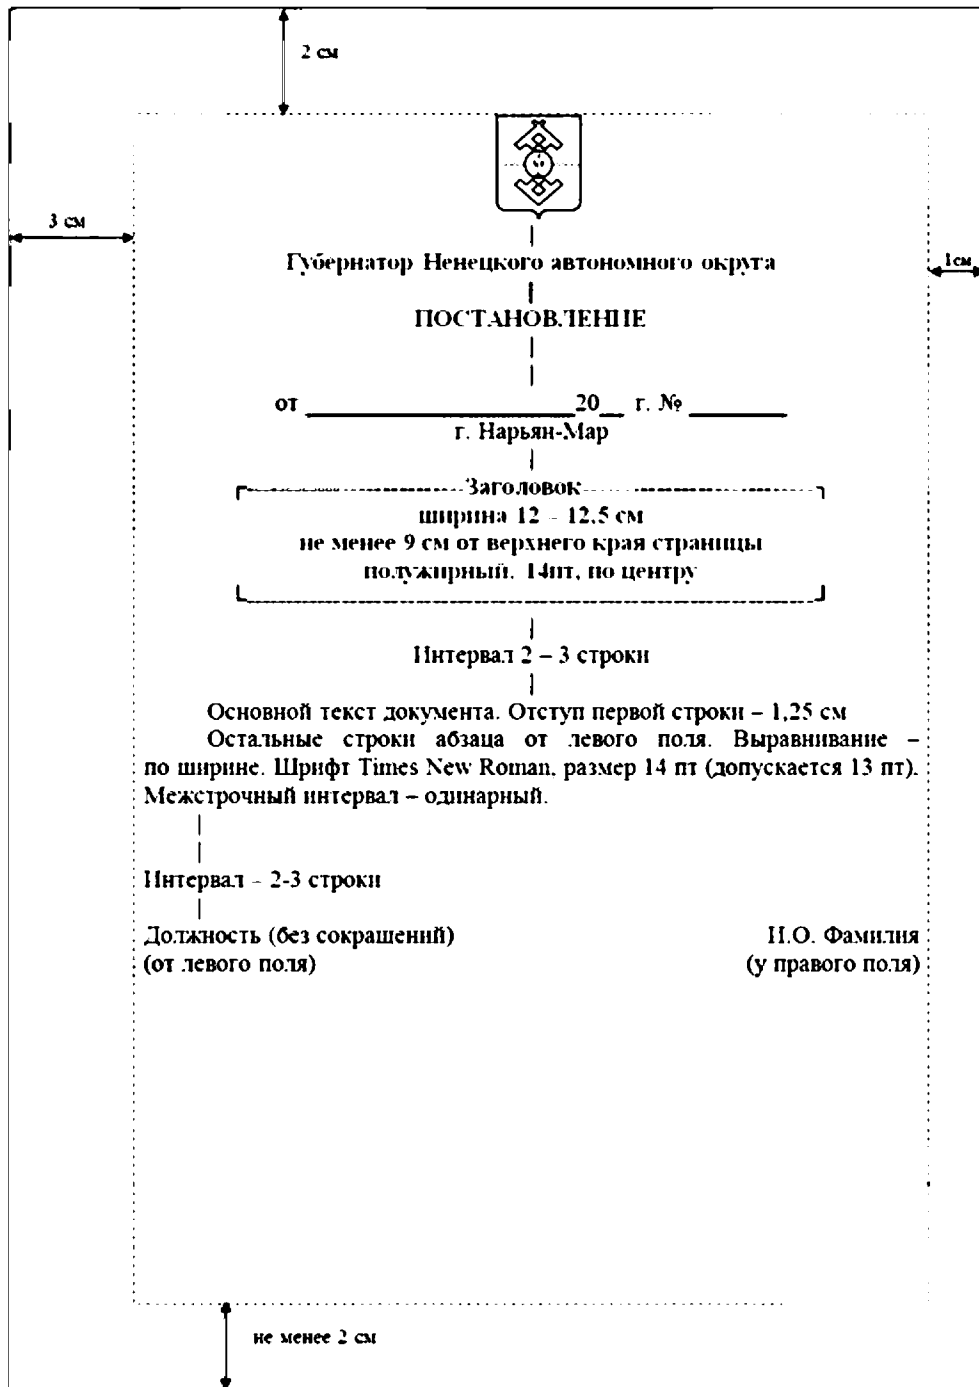 2 см
3 см
Губернатор Ненецкого автономного округа
1см
ПОСТАНОВЛЕНИЕ
от ____________________20__ г. № _______
г. Нарьян-Мар
Заголовок
ширина 12 – 12,5 см
не менее 9 см от верхнего края страницы
полужирный, 14пт, по центру
Интервал 2 – 3 строки
Основной текст документа. Отступ первой строки – 1,25 см
Остальные строки абзаца от левого поля. Выравнивание –
по ширине. Шрифт Times New Roman, размер 14 пт (допускается 13 пт).
Межстрочный интервал – одинарный.
Интервал – 2-3 строки
Должность (без сокращений) И.О. Фамилия
(от левого поля) (у правого поля)
не менее 2 см